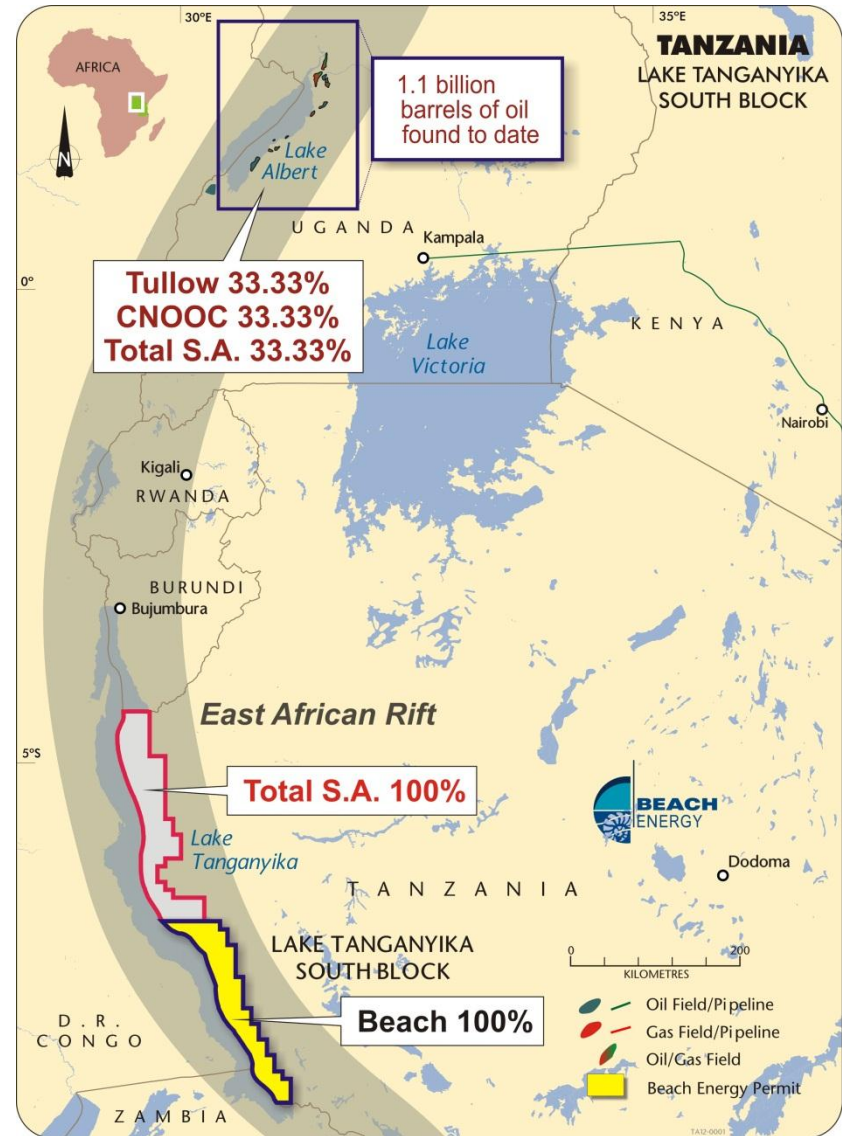 30°E
35°E
AFRICA
N
TANZANIA
LAKE TANGANYIKA
SOUTH BLOCK
1.1 billion
barrels of oil
found to date
Lake
Albert
UGANDA
Kampala
Tullow 33.33%
CNOOC 33.33%
Total S.A. 33.33%
0°
KENYA
Lake
Victoria
Nairobi
Kigali
RWANDA
BURUNDI
Bujumbura
East African Rift
5°S
Total S.A. 100%
BEACH
ENERGY
Lake
Tanganyika
Dodoma
TANZANIA
LAKE TANGANYIKA
SOUTH BLOCK
0 200
KILOMETRES
Beach 100%
D.R.
CONGO
Oil Field/Pipeline
Gas Field/Pipeline
Oil/Gas Field
Beach Energy Permit
ZAMBIA
TA12-0001